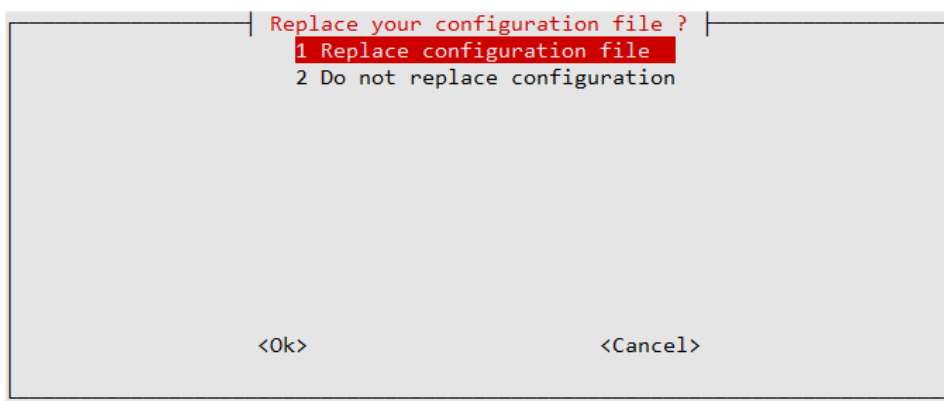 Replace your configuration file ?
1 Replace configuration file
2 Do not replace configuration
<Ok> <Cancel>